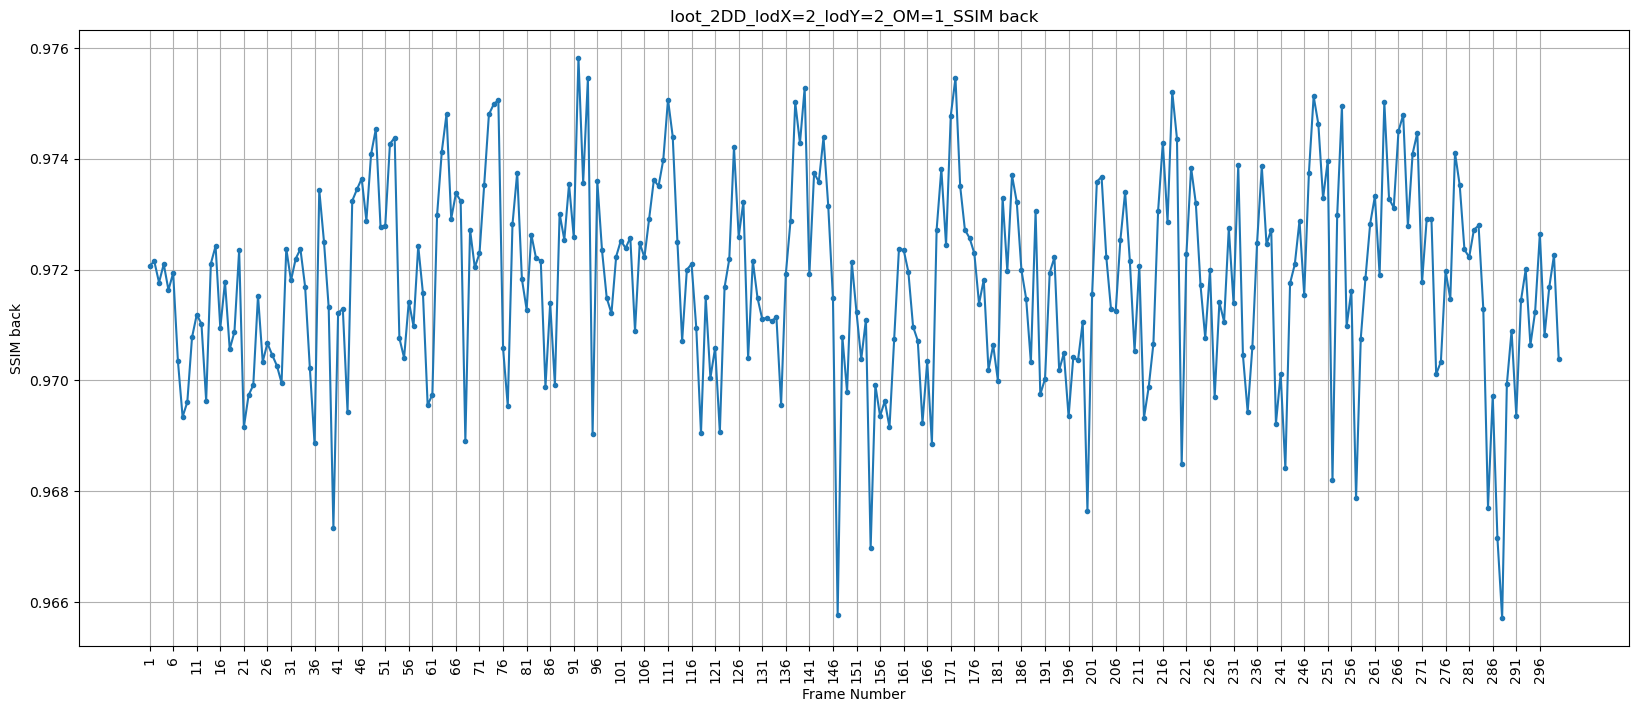 loot_2DD_lodX=2_lodY=2_OM=1_SSIM back
SSIM back
0.976
0.974
0.972
0.970
0.968
0.966
1 6 11 16 21 26 31 36 41 46 51 56 61 66 71 76 81 86 91 96 101 106 111 116 121 126 131 136 141 146 151 156 161 166 171 176 181 186 191 196 201 206 211 216 221 226 231 236 241 246 251 256 261 266 271 276 281 286 291 296
Frame Number